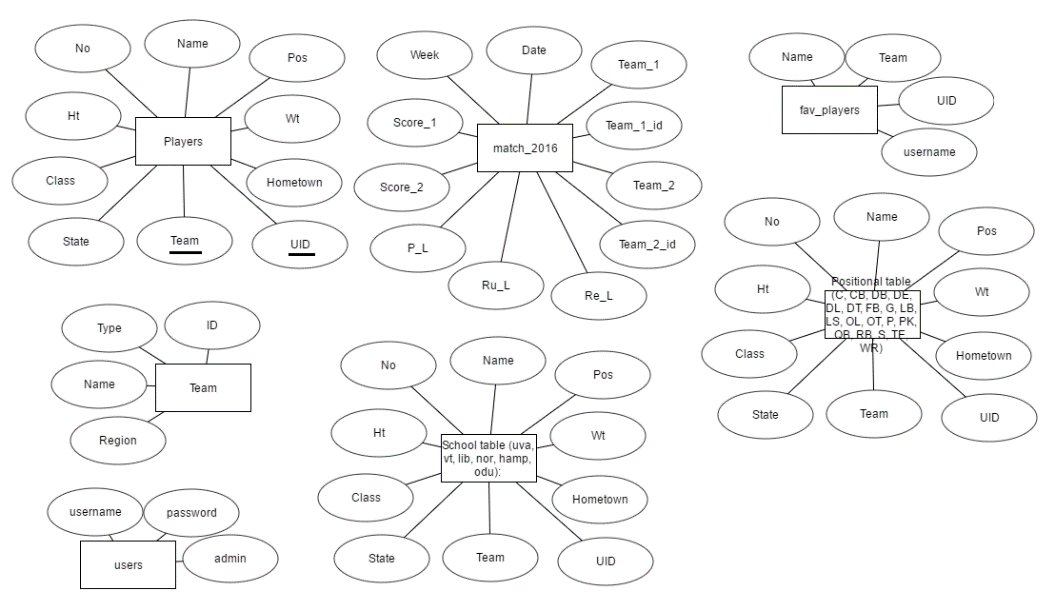 No
Name
Pos
Ht
Players
Wt
Class
Hometown
State
Team
UID
Week
Date
Team_1
Score_1
match_2016
Team_1_id
Score_2
Team_2
P_L
Team_2_id
Ru_L
Re_L
Name
Team
fav_players
UID
username
No
Name
Pos
Ht
Positional table
(C, CB, DB, DE,
DL, DT, FB, G, LB,
LS, OL, OT, P, PK,
QB, RB, S, TE,
WR)
Wt
Class
Hometown
State
Team
UID
Type
ID
Name
Team
Region
No
Name
Pos
Ht
School table (uva,
vt, lib, nor, hamp,
odu):
Wt
Class
Hometown
State
Team
UID
username
password
users
admin